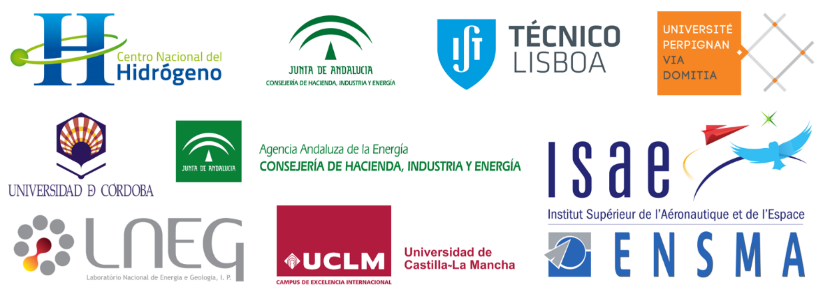 H
Centro Nacional del
Hidrógeno
JUNTA DE ANDALUCIA
CONSEJERÍA DE HACIENDA, INDUSTRIA Y ENERGÍA
IST
TÉCNICO
LISBOA
UNIVERSITÉ
PERPIGNAN
VIA
DOMITIA
UNIVERSIDAD Ð CÓRDOBA
JUNTA DE ANDALUCIA
Agencia Andaluza de la Energía
CONSEJERÍA DE HACIENDA, INDUSTRIA Y ENERGÍA
isae
Institut Supérieur de l'Aéronautique et de l'Espace
ENSMA
LNEG
Laboratório Nacional de Energia e Geologia, I. P.
UCLM
CAMPUS DE EXCELENCIA INTERNACIONAL
Universidad de
Castilla-La Mancha